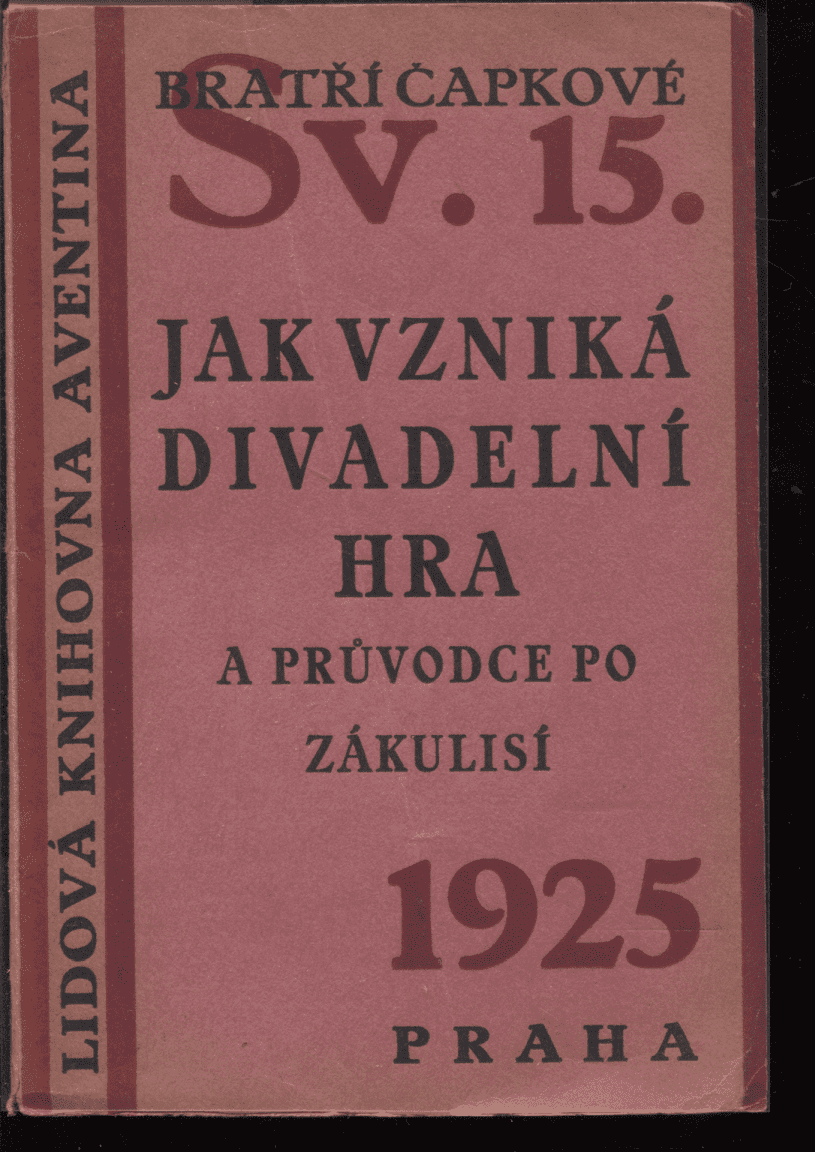 BRATŘÍ ČAPKOVÉ
Sv. 15.
JAK VZNIKÁ
DIVADELNÍ
HRA
A PRŮVODCE PO
ZÁKULISÍ
1925
PRAHA
LIDOVÁ KNIHOVNA AVENTINA